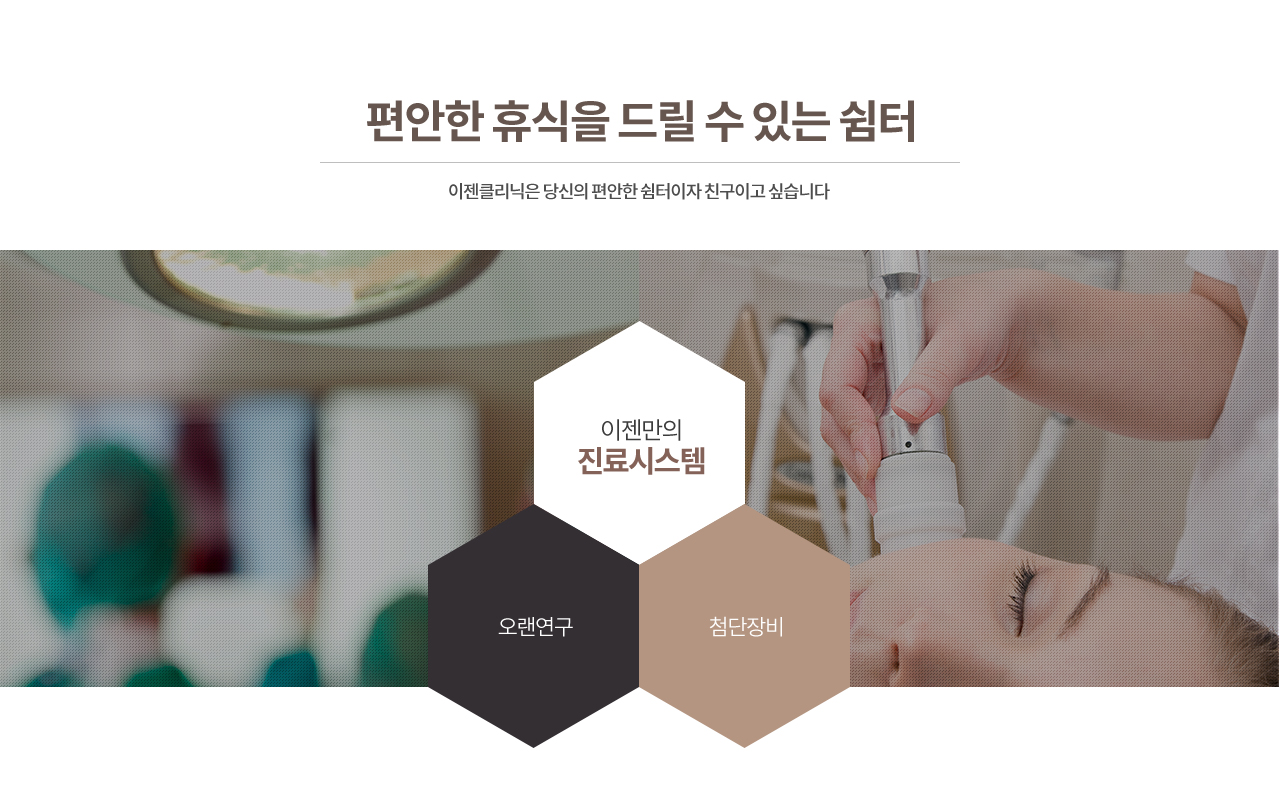 편안한 휴식을 드릴 수 있는 쉼터
이젠클리닉은 당신의 편안한 쉼터이자 친구이고 싶습니다
이젠만의
진료시스템
오랜연구
첨단장비